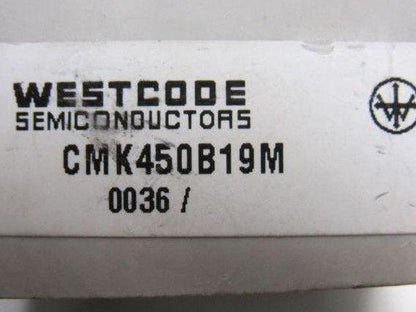 WESTCODE
SEMICONDUCTORS
CMK450B19M
0036 /